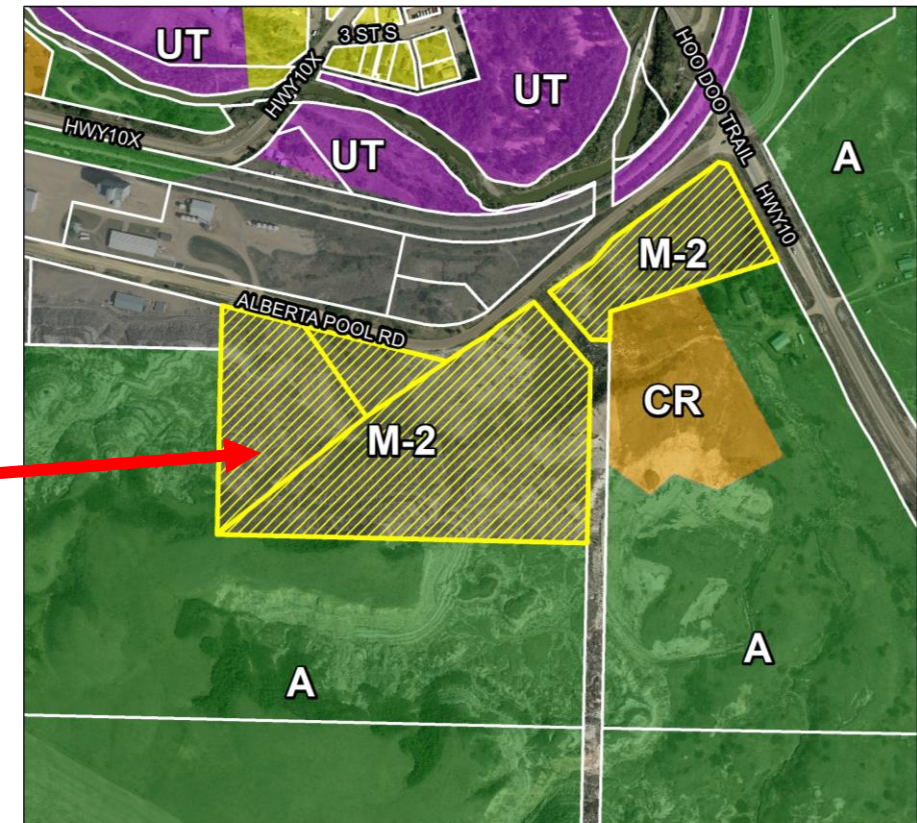 UT
3 ST S
HWY10X
UT
HOO DOO TRAIL
HWY10X
UT
A
HWY10
M-2
ALBERTA POOL RD
CR
M-2
A
A